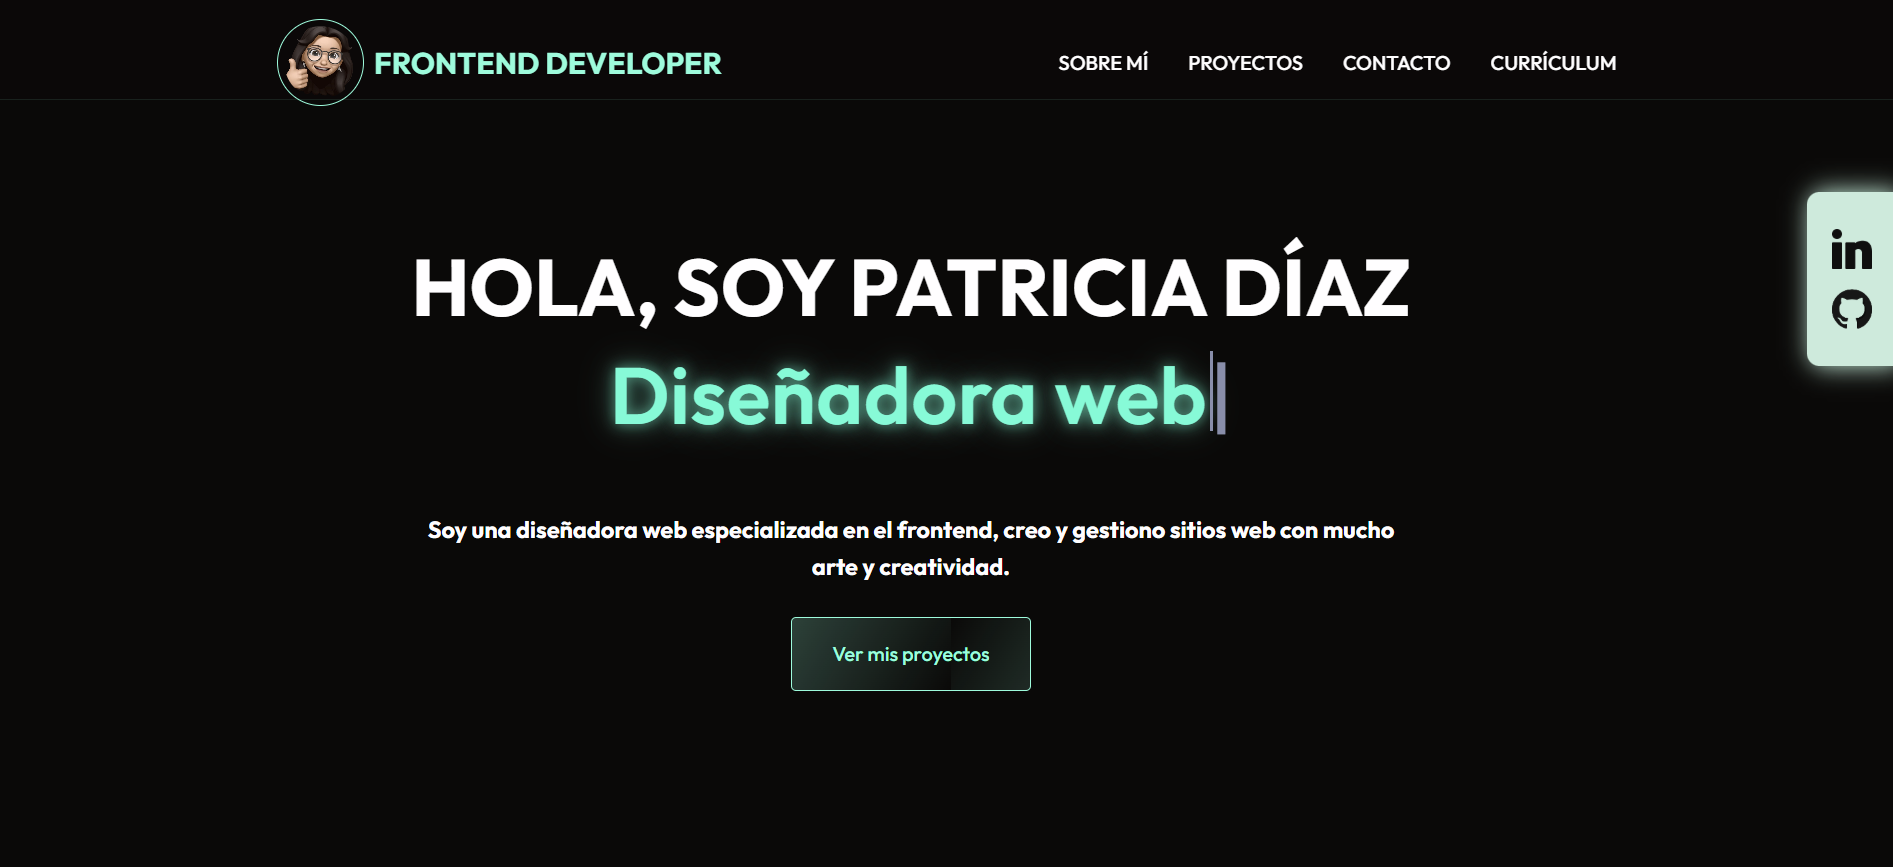 FRONTEND DEVELOPER
SOBRE MÍ PROYECTOS CONTACTO CURRÍCULUM
HOLA, SOY PATRICIA DÍAZ
Diseñadora web
Soy una diseñadora web especializada en el frontend, creo y gestiono sitios web con mucho
arte y creatividad.
Ver mis proyectos
in